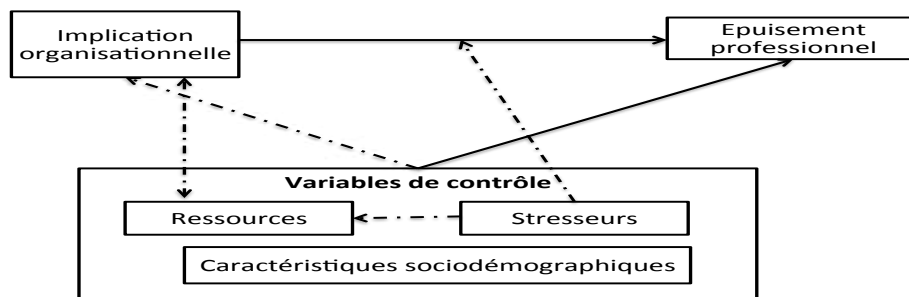 Implication
organisationnelle
Epuisement
professionnel
Variables de contrôle
Ressources
Stresseurs
Caractéristiques sociodémographiques